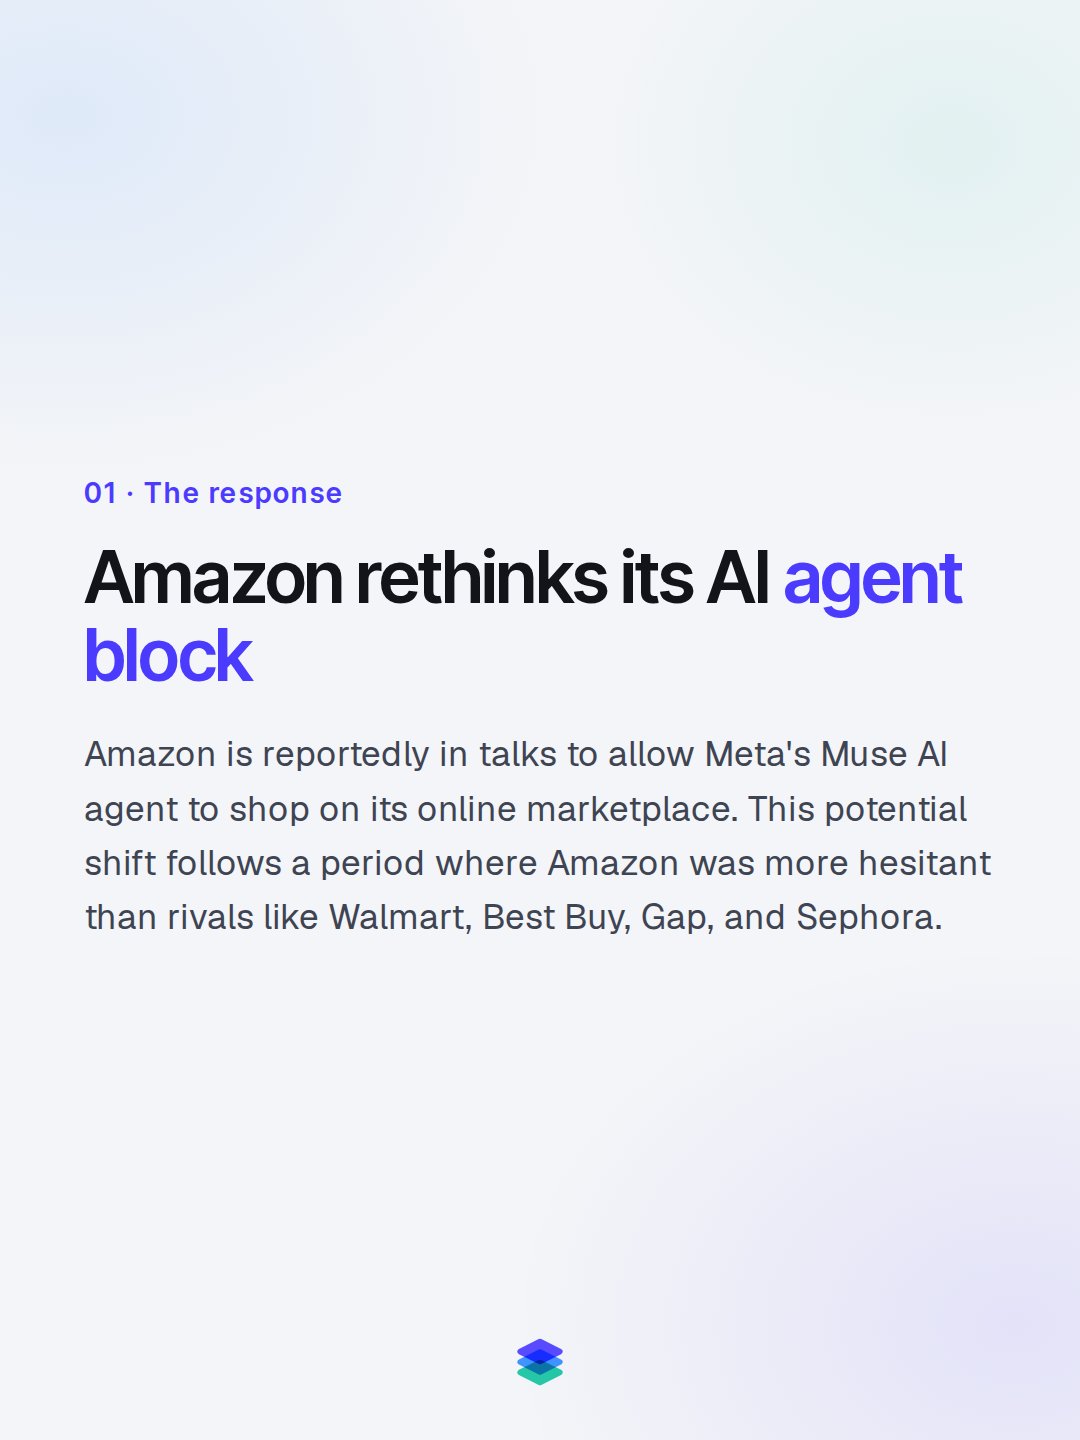 01 · The response
Amazon rethinks its AI agent
block
Amazon is reportedly in talks to allow Meta's Muse AI
agent to shop on its online marketplace. This potential
shift follows a period where Amazon was more hesitant
than rivals like Walmart, Best Buy, Gap, and Sephora.